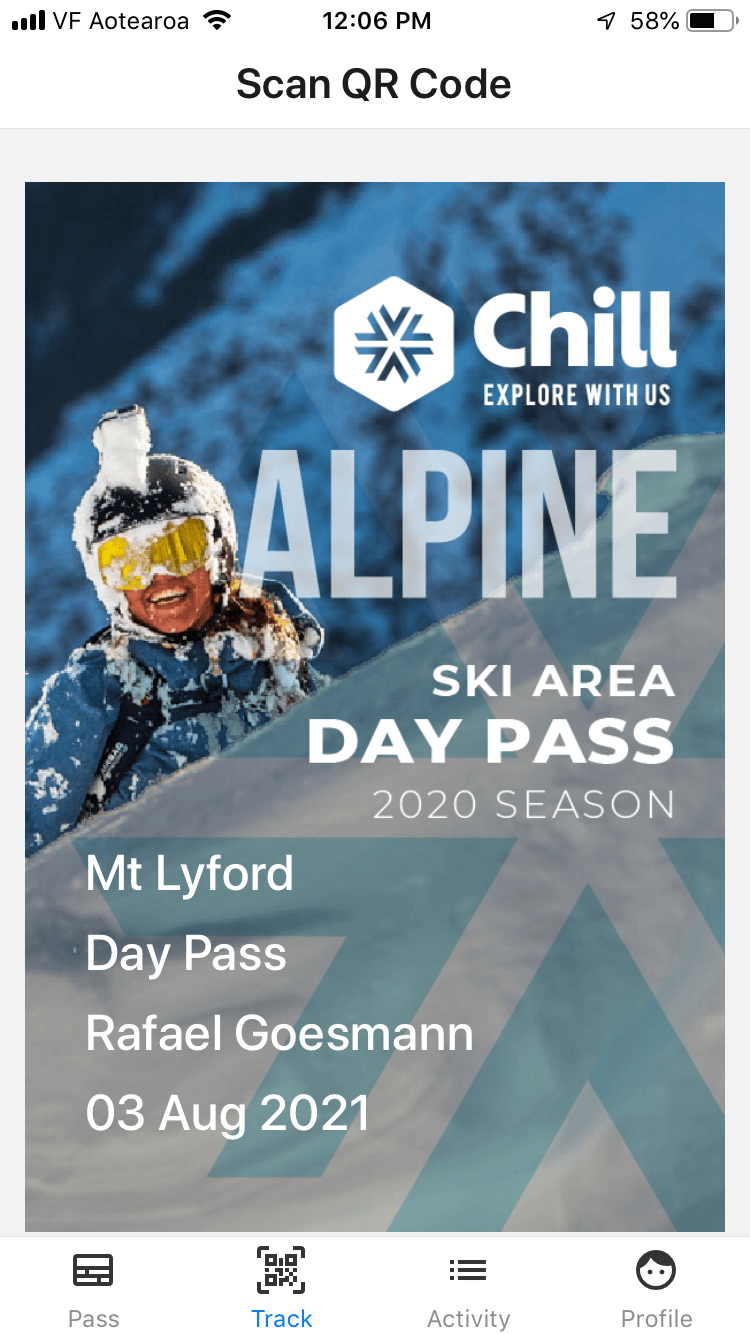 VF Aotearoa 12:06 PM 58%
Scan QR Code
Chill
EXPLORE WITH US
ALPINE
SKI AREA
DAY PASS
2020 SEASON
Mt Lyford
Day Pass
Rafael Goesmann
03 Aug 2021
Pass Track Activity Profile